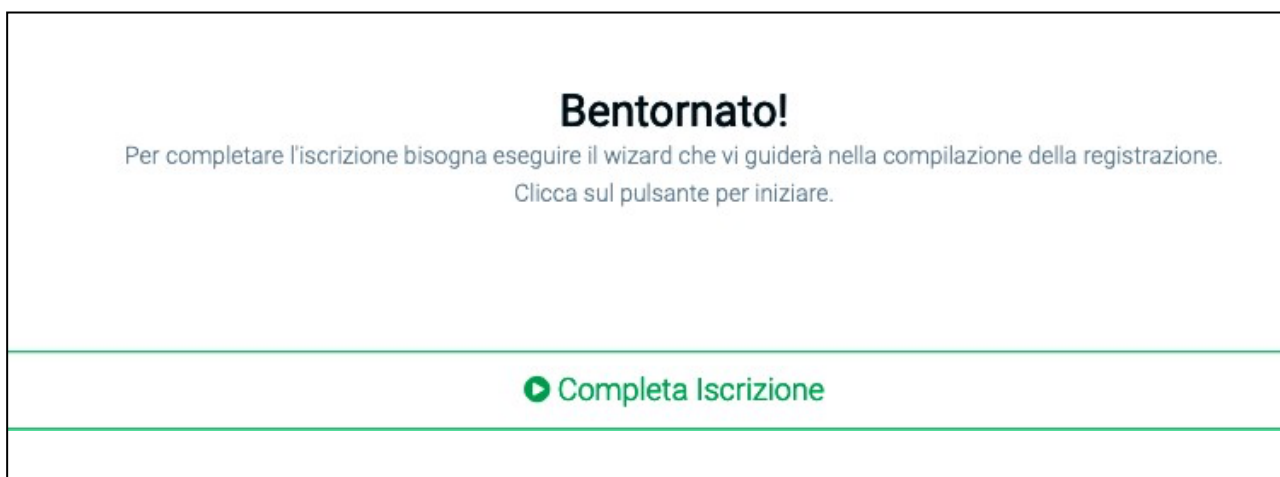 Bentornato!
Per completare l'iscrizione bisogna eseguire il wizard che vi guiderà nella compilazione della registrazione.
Clicca sul pulsante per iniziare.
Completa Iscrizione